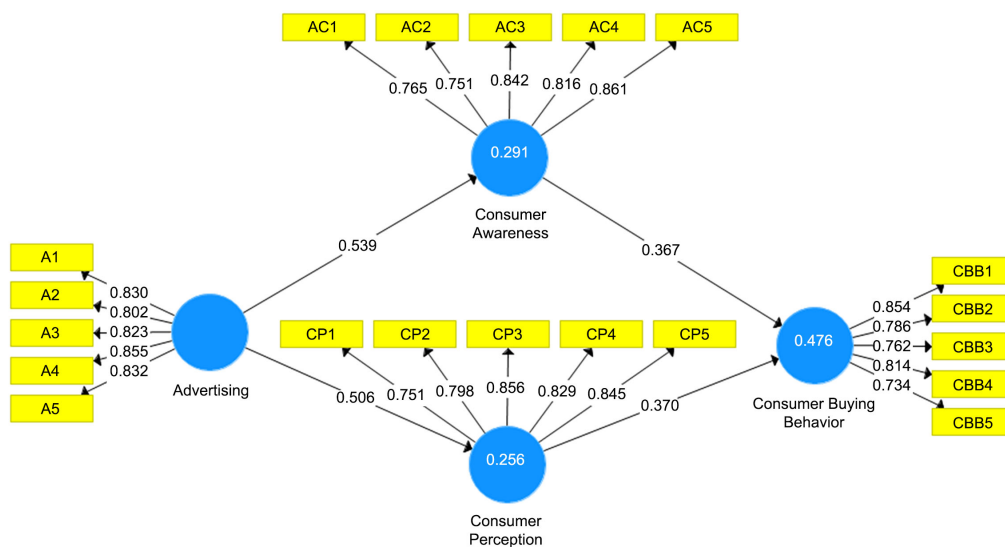 AC1 AC2 AC3 AC4 AC5
0.765 0.751 0.842 0.816 0.861
0.291
Consumer
Awareness
0.539
0.367
A1
A2
A3
A4
A5
0.830
0.802
0.823
0.855
0.832
Advertising
CP1 CP2 CP3 CP4 CP5
0.751 0.798 0.856 0.829 0.845
0.506
0.370
0.256
Consumer
Perception
0.476
Consumer Buying
Behavior
0.854
0.786
0.762
0.814
0.734
CBB1
CBB2
CBB3
CBB4
CBB5